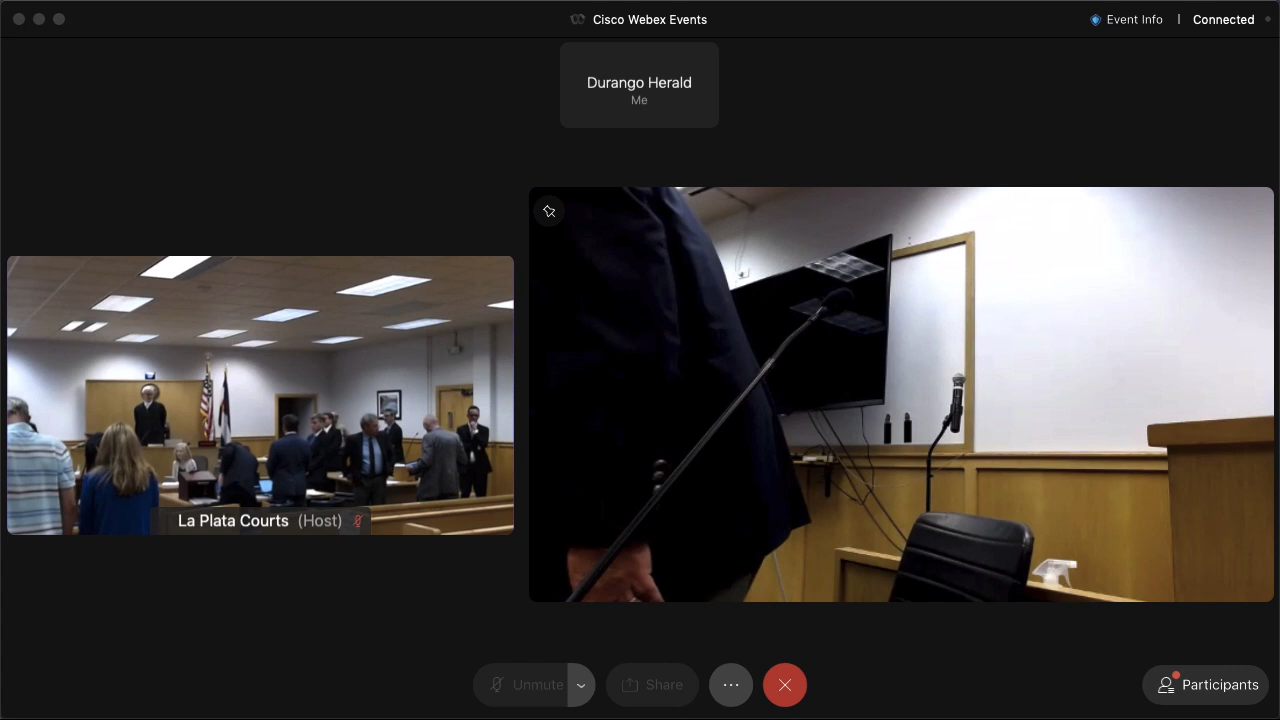 Cisco Webex Events
Event Info | Connected
Durango Herald
Me
La Plata Courts (Host)
Unmute
Share
Participants